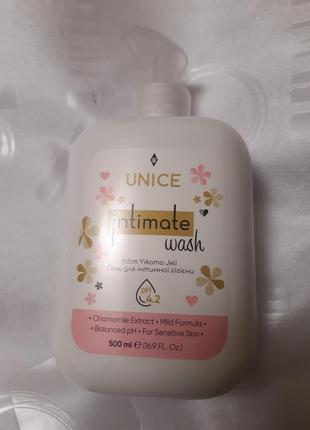 UNICE
intimate
wash
Intim Yıkama Jeli
Гель для інтимної гігієни
pH
4.2
• Chamomile Extract • Mild Formula •
• Balanced pH • For Sensitive Skin •
500 ml ℮ (16.9 FL. Oz.)